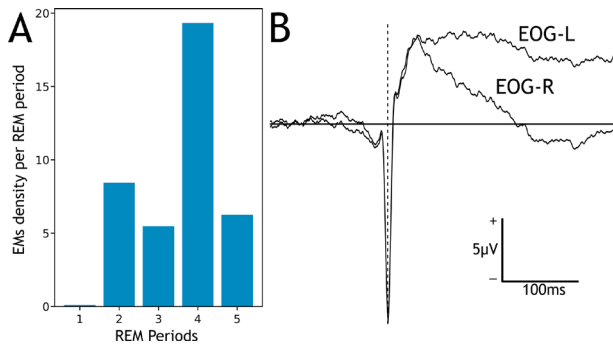 A
EMs density per REM period
20
15
10
5
0
1 2 3 4 5
REM Periods
B
EOG-L
EOG-R
+
5µV
−
100ms